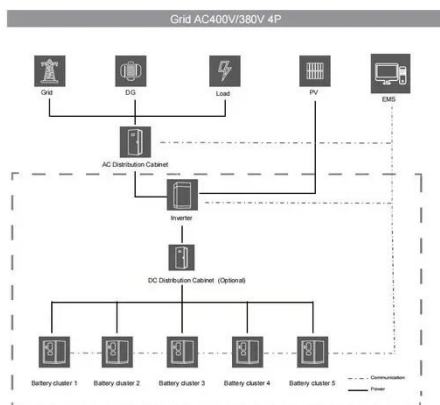 Grid AC400V/380V 4P
Grid
DG
Load
PV
EMS
AC Distribution Cabinet
Inverter
DC Distribution Cabinet (Optional)
Battery cluster 1
Battery cluster 2
Battery cluster 3
Battery cluster 4
Battery cluster 5
Communication
Power